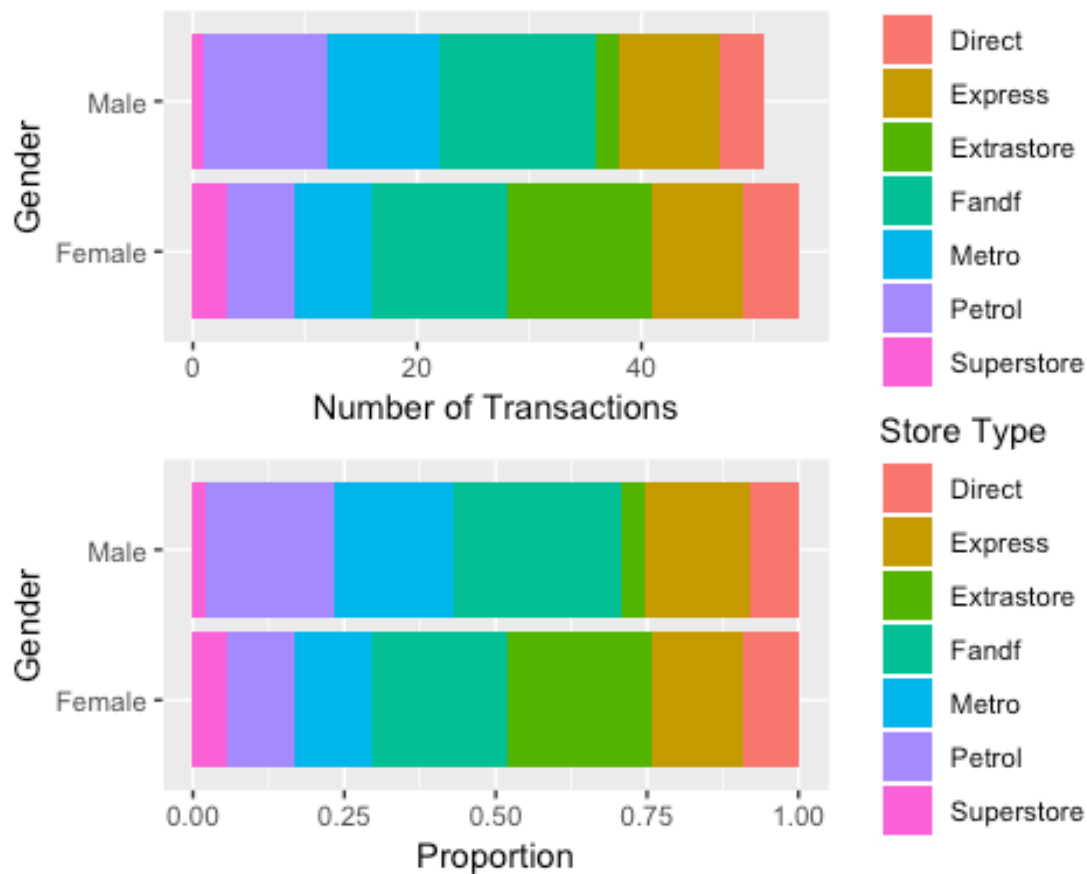 Gender
Male
Female
0 20 40
Number of Transactions
Direct
Express
Extrastore
Fandf
Metro
Petrol
Superstore
Gender
Male
Female
0.00 0.25 0.50 0.75 1.00
Proportion
Store Type
Direct
Express
Extrastore
Fandf
Metro
Petrol
Superstore